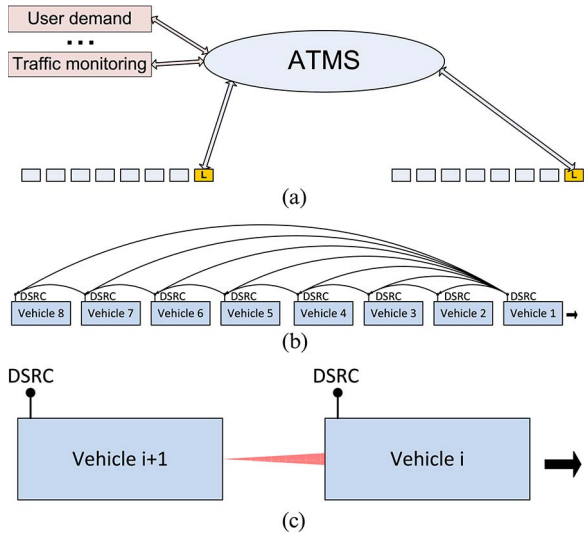 User demand
...
Traffic monitoring
ATMS
L
L
(a)
DSRC DSRC DSRC DSRC DSRC DSRC DSRC DSRC
Vehicle 8 Vehicle 7 Vehicle 6 Vehicle 5 Vehicle 4 Vehicle 3 Vehicle 2 Vehicle 1
(b)
DSRC DSRC
Vehicle i+1 Vehicle i
(c)